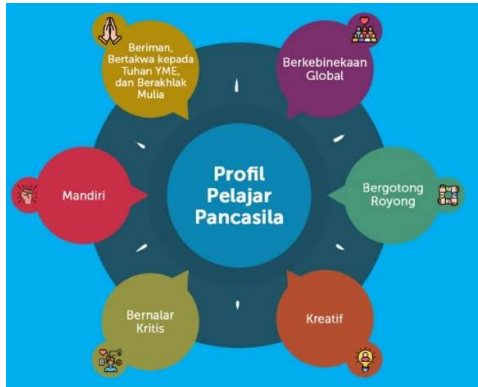 Beriman,
Bertakwa kepada
Tuhan YME,
dan Berakhlak
Mulia
Berkebinekaan
Global
Mandiri
Profil
Pelajar
Pancasila
Bergotong
Royong
Bernalar
Kritis
Kreatif